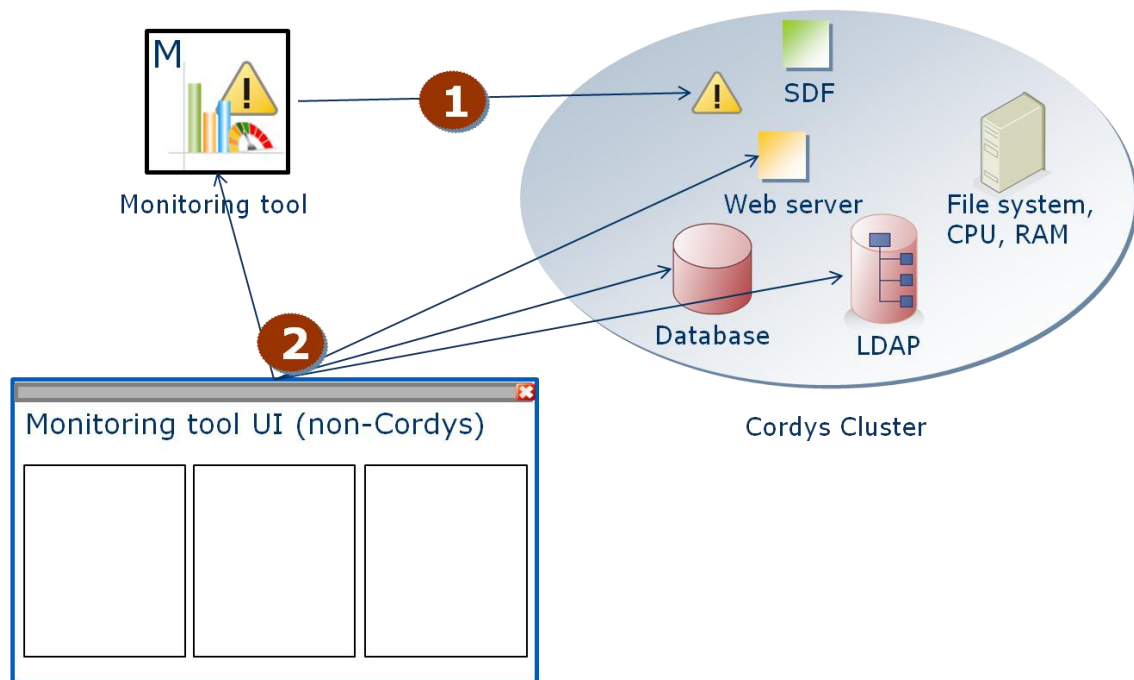 M
1
SDF
Monitoring tool
Web server
File system,
CPU, RAM
2
Database
LDAP
Monitoring tool UI (non-Cordys)
Cordys Cluster